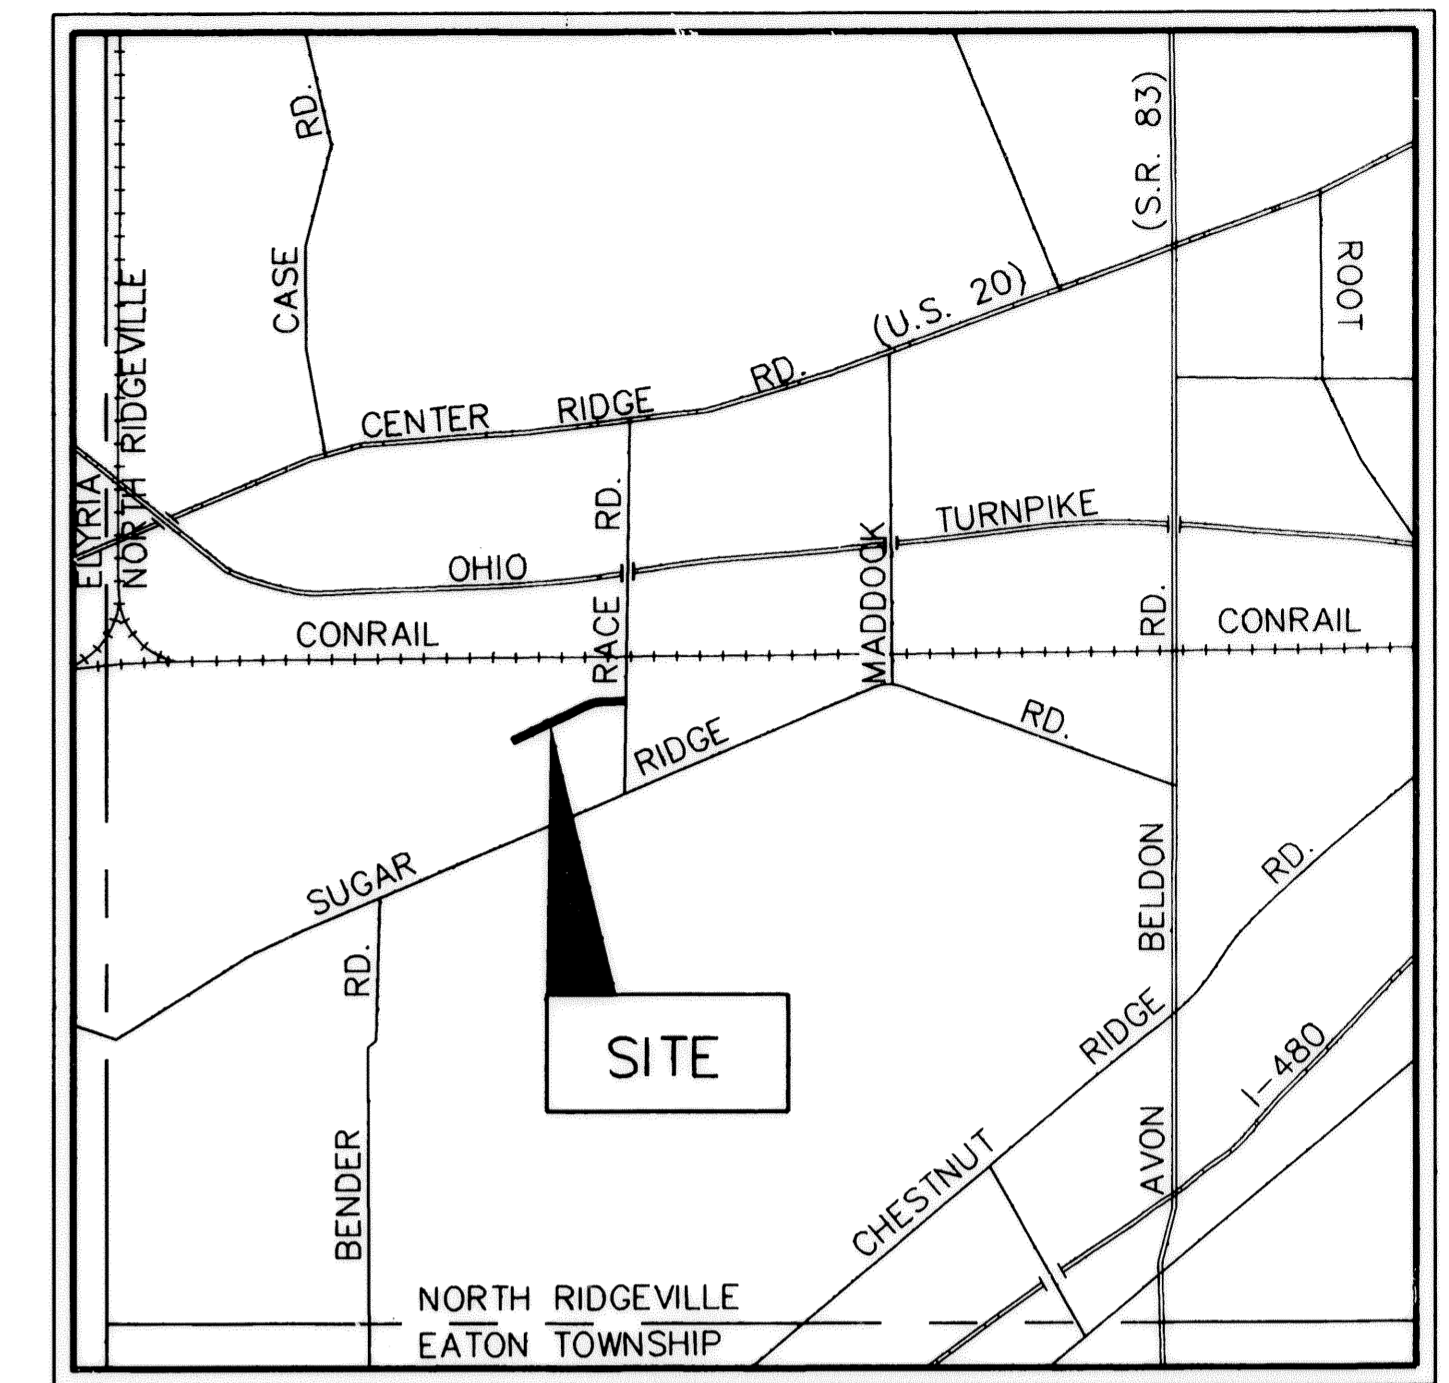 CASE RD.
(S.R. 83)
ROOT
NORTH RIDGEVILLE
ELYRIA
CENTER RIDGE RD. (U.S. 20)
OHIO TURNPIKE
RACE RD.
MADDOCK
CONRAIL
CONRAIL
SUGAR RIDGE RD.
AVON BELDON RD.
BENDER RD.
SITE
CHESTNUT RIDGE RD.
I-480
NORTH RIDGEVILLE
EATON TOWNSHIP